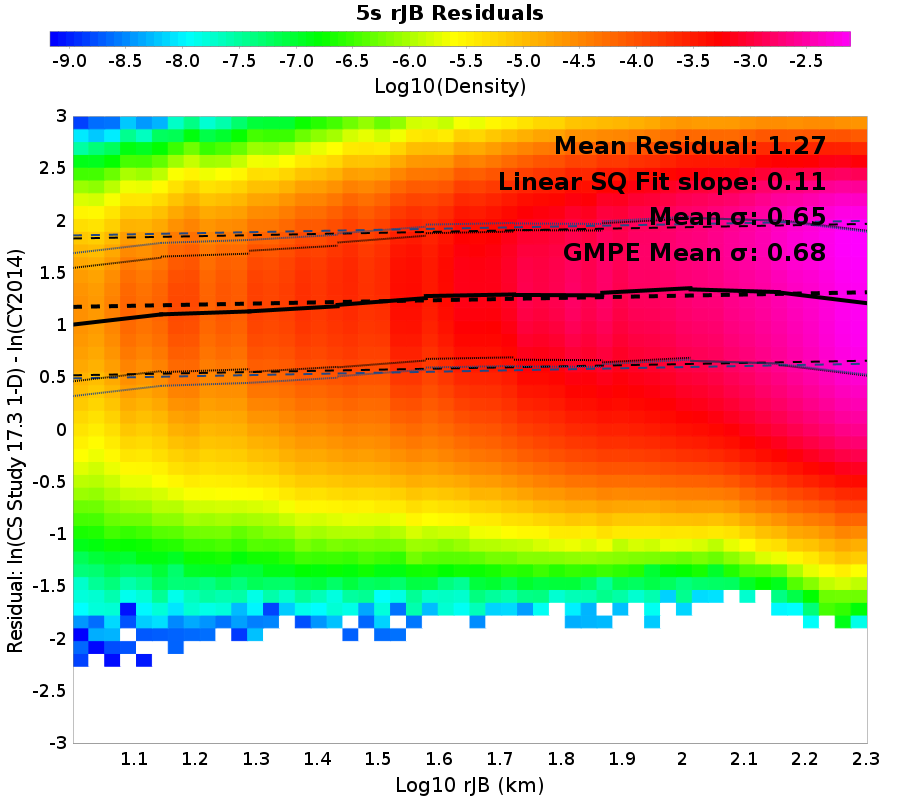 5s rJB Residuals
-9.0 -8.5 -8.0 -7.5 -7.0 -6.5 -6.0 -5.5 -5.0 -4.5 -4.0 -3.5 -3.0 -2.5
Log10(Density)
Mean Residual: 1.27
Linear SQ Fit slope: 0.11
Mean σ: 0.65
GMPE Mean σ: 0.68
Residual: ln(CS Study 17.3 1-D) - ln(CY2014)
3
2.5
2
1.5
1
0.5
0
-0.5
-1
-1.5
-2
-2.5
-3
1.1 1.2 1.3 1.4 1.5 1.6 1.7 1.8 1.9 2 2.1 2.2 2.3
Log10 rJB (km)